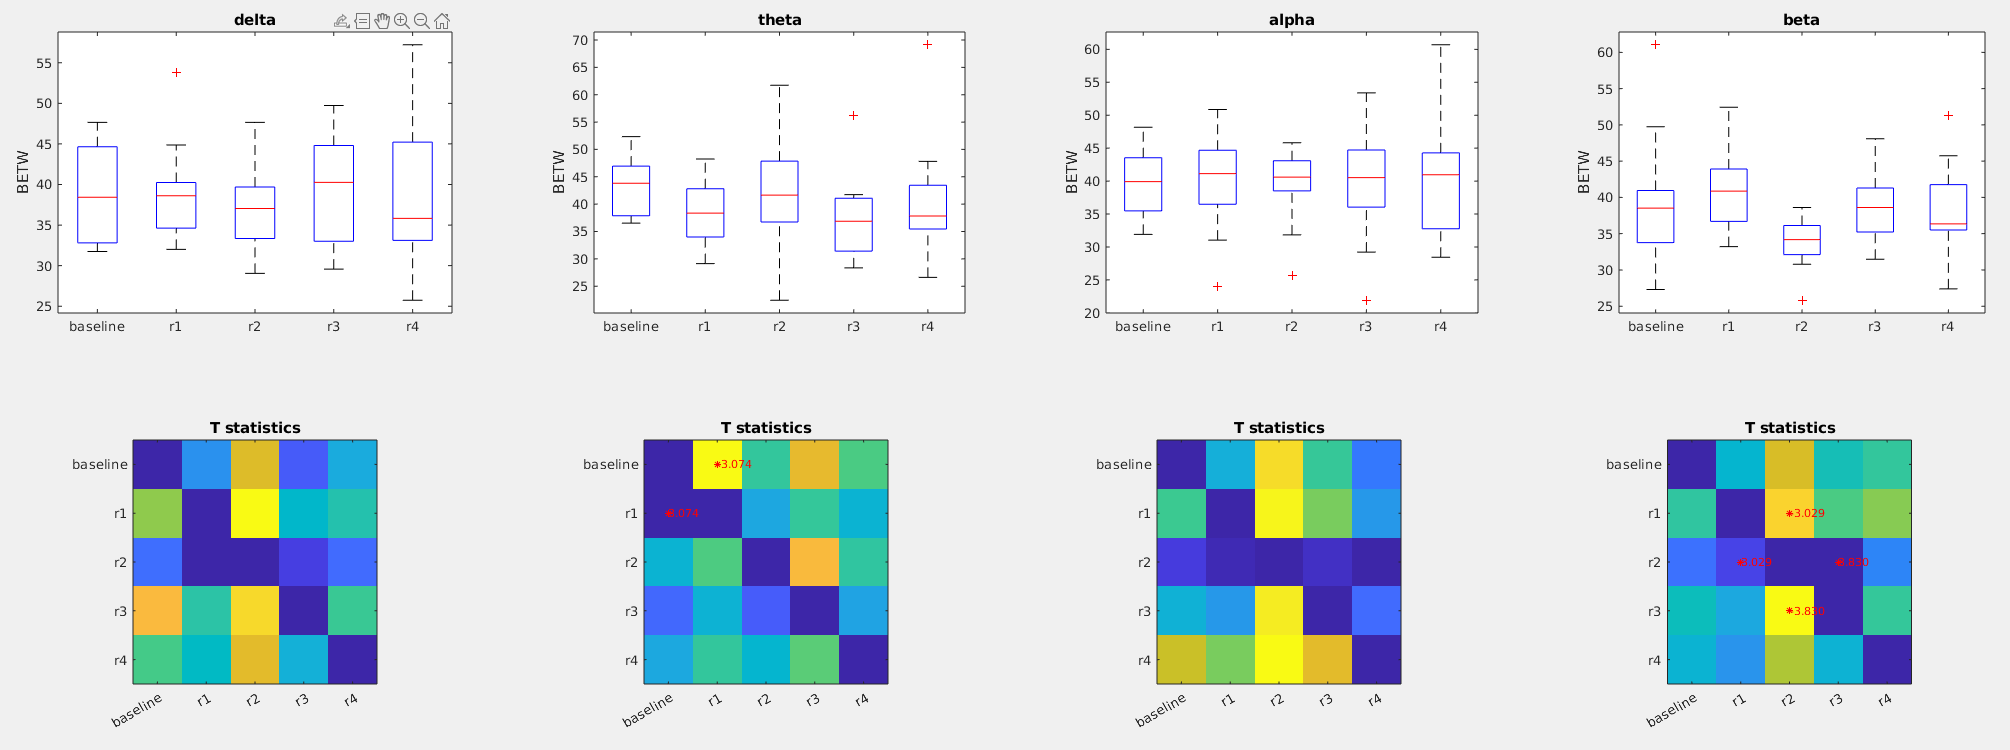 delta
theta
alpha
beta
BETW
55
50
45
40
35
30
25
baseline r1 r2 r3 r4
BETW
70
65
60
55
50
45
40
35
30
25
baseline r1 r2 r3 r4
BETW
60
55
50
45
40
35
30
25
20
baseline r1 r2 r3 r4
BETW
60
55
50
45
40
35
30
25
baseline r1 r2 r3 r4
T statistics
baseline
r1
r2
r3
r4
baseline r1 r2 r3 r4
T statistics
baseline
r1
r2
r3
r4
*3.074
baseline r1 r2 r3 r4
T statistics
baseline
r1
r2
r3
r4
baseline r1 r2 r3 r4
T statistics
baseline
r1
r2
r3
r4
*3.029
*3.830
baseline r1 r2 r3 r4